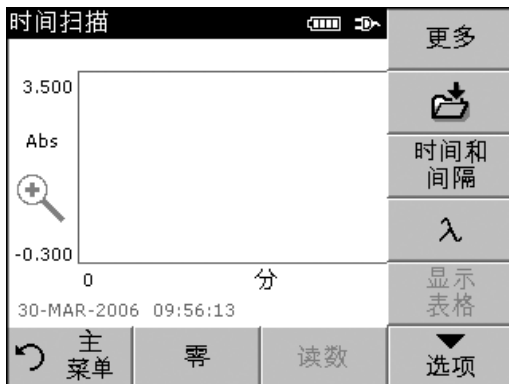 时间扫描
更多
3.500
Abs
-0.300
0 分
30-MAR-2006 09:56:13
时间和
间隔
λ
显示
表格
主
菜单
零
读数
选项